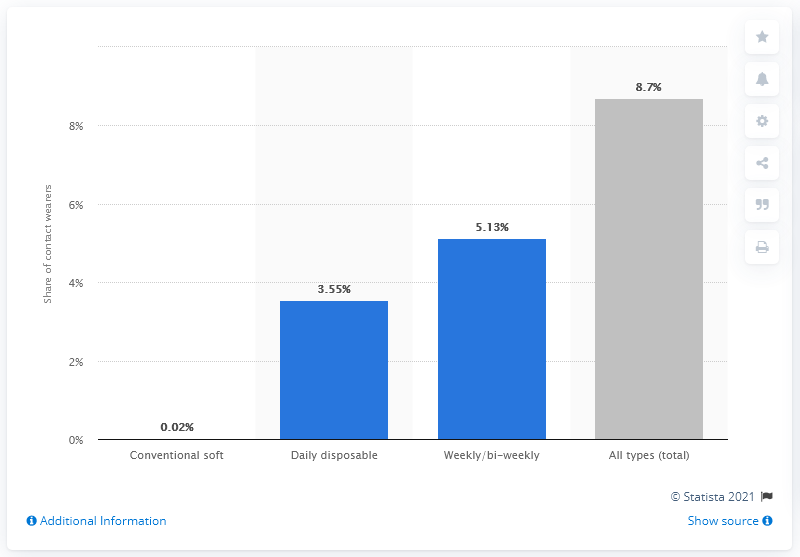 8.7%
8%
6%
5.13%
Share of contact wearers
4%
3.55%
2%
0.02%
0%
Conventional soft Daily disposable Weekly/bi-weekly All types (total)
© Statista 2021
Additional Information Show source